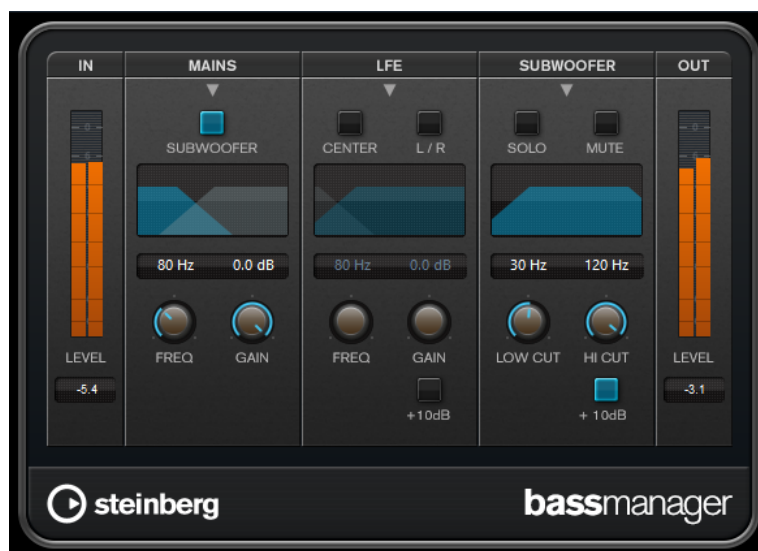 IN MAINS LFE SUBWOOFER OUT
SUBWOOFER CENTER L / R SOLO MUTE
80 Hz 0.0 dB 80 Hz 0.0 dB 30 Hz 120 Hz
LEVEL FREQ GAIN FREQ GAIN LOW CUT HI CUT LEVEL
-5.4 -3.1
+10dB + 10dB
steinberg bassmanager